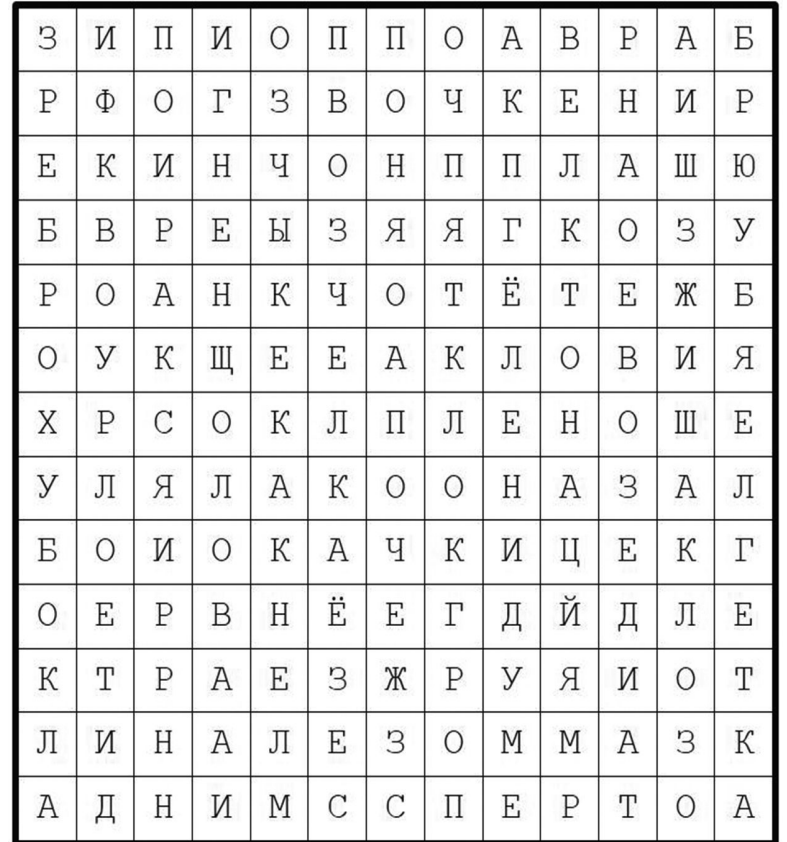 З И П И О П П О А В Р А Б
Р Ф О Г З В О Ч К Е Н И Р
Е К И Н Ч О Н П П Л А Ш Ю
Б В Р Е Ы З Я Я Г К О З У
Р О А Н К Ч О Т Ё Т Е Ж Б
О У К Щ Е Е А К Л О В И Я
Х Р С О К Л П Л Е Н О Ш Е
У Л Я Л А К О О Н А З А Л
Б О И О К А Ч К И Ц Е К Г
О Е Р В Н Ё Е Г Д Й Д Л Е
К Т Р А Е З Ж Р У Я И О Т
Л И Н А Л Е З О М М А З К
А Д Н И М С С П Е Р Т О А